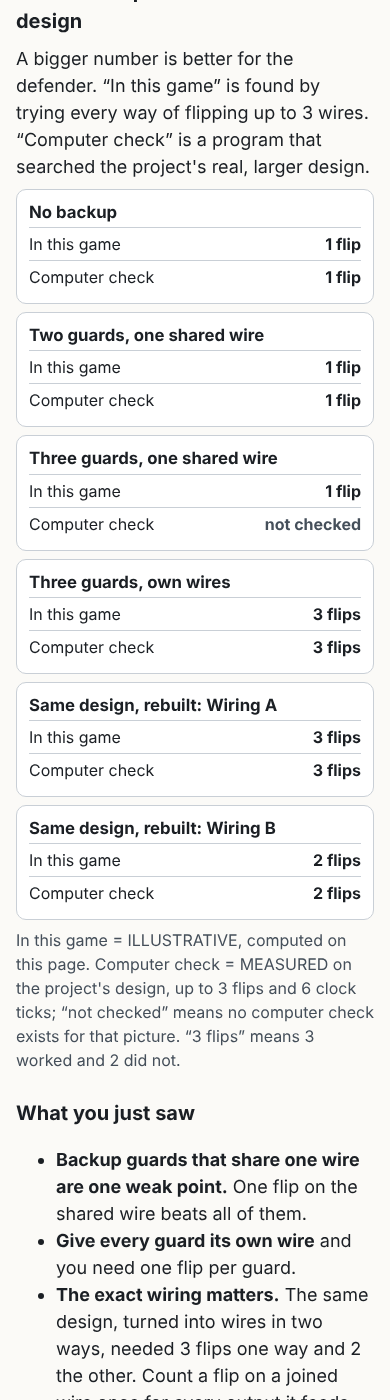 design
A bigger number is better for the
defender. “In this game” is found by
trying every way of flipping up to 3 wires.
“Computer check” is a program that
searched the project's real, larger design.
No backup
In this game 1 flip
Computer check 1 flip
Two guards, one shared wire
In this game 1 flip
Computer check 1 flip
Three guards, one shared wire
In this game 1 flip
Computer check not checked
Three guards, own wires
In this game 3 flips
Computer check 3 flips
Same design, rebuilt: Wiring A
In this game 3 flips
Computer check 3 flips
Same design, rebuilt: Wiring B
In this game 2 flips
Computer check 2 flips
In this game = ILLUSTRATIVE, computed on
this page. Computer check = MEASURED on
the project's design, up to 3 flips and 6 clock
ticks; “not checked” means no computer check
exists for that picture. “3 flips” means 3
worked and 2 did not.
What you just saw
• Backup guards that share one wire
are one weak point. One flip on the
shared wire beats all of them.
• Give every guard its own wire and
you need one flip per guard.
• The exact wiring matters. The same
design, turned into wires in two
ways, needed 3 flips one way and 2
the other. Count a flip on a joined